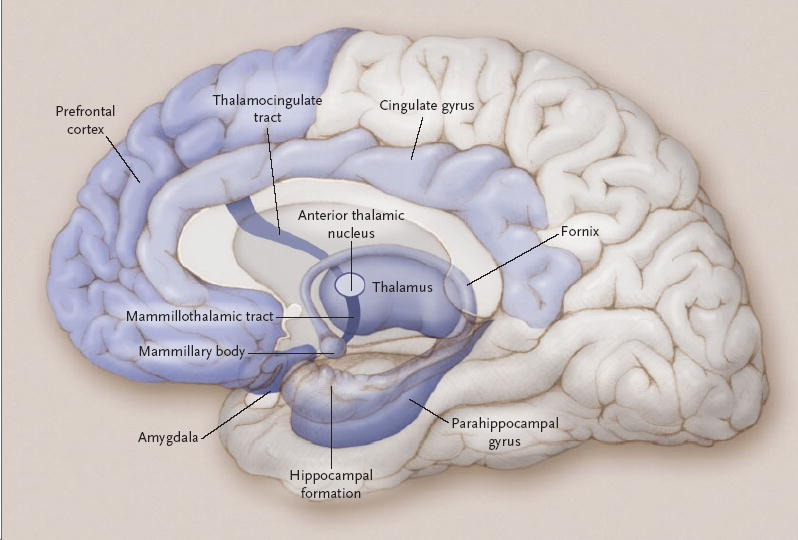 Prefrontal
cortex
Thalamocingulate
tract
Cingulate gyrus
Anterior thalamic
nucleus
Fornix
Thalamus
Mammillothalamic tract
Mammillary body
Amygdala
Parahippocampal
gyrus
Hippocampal
formation